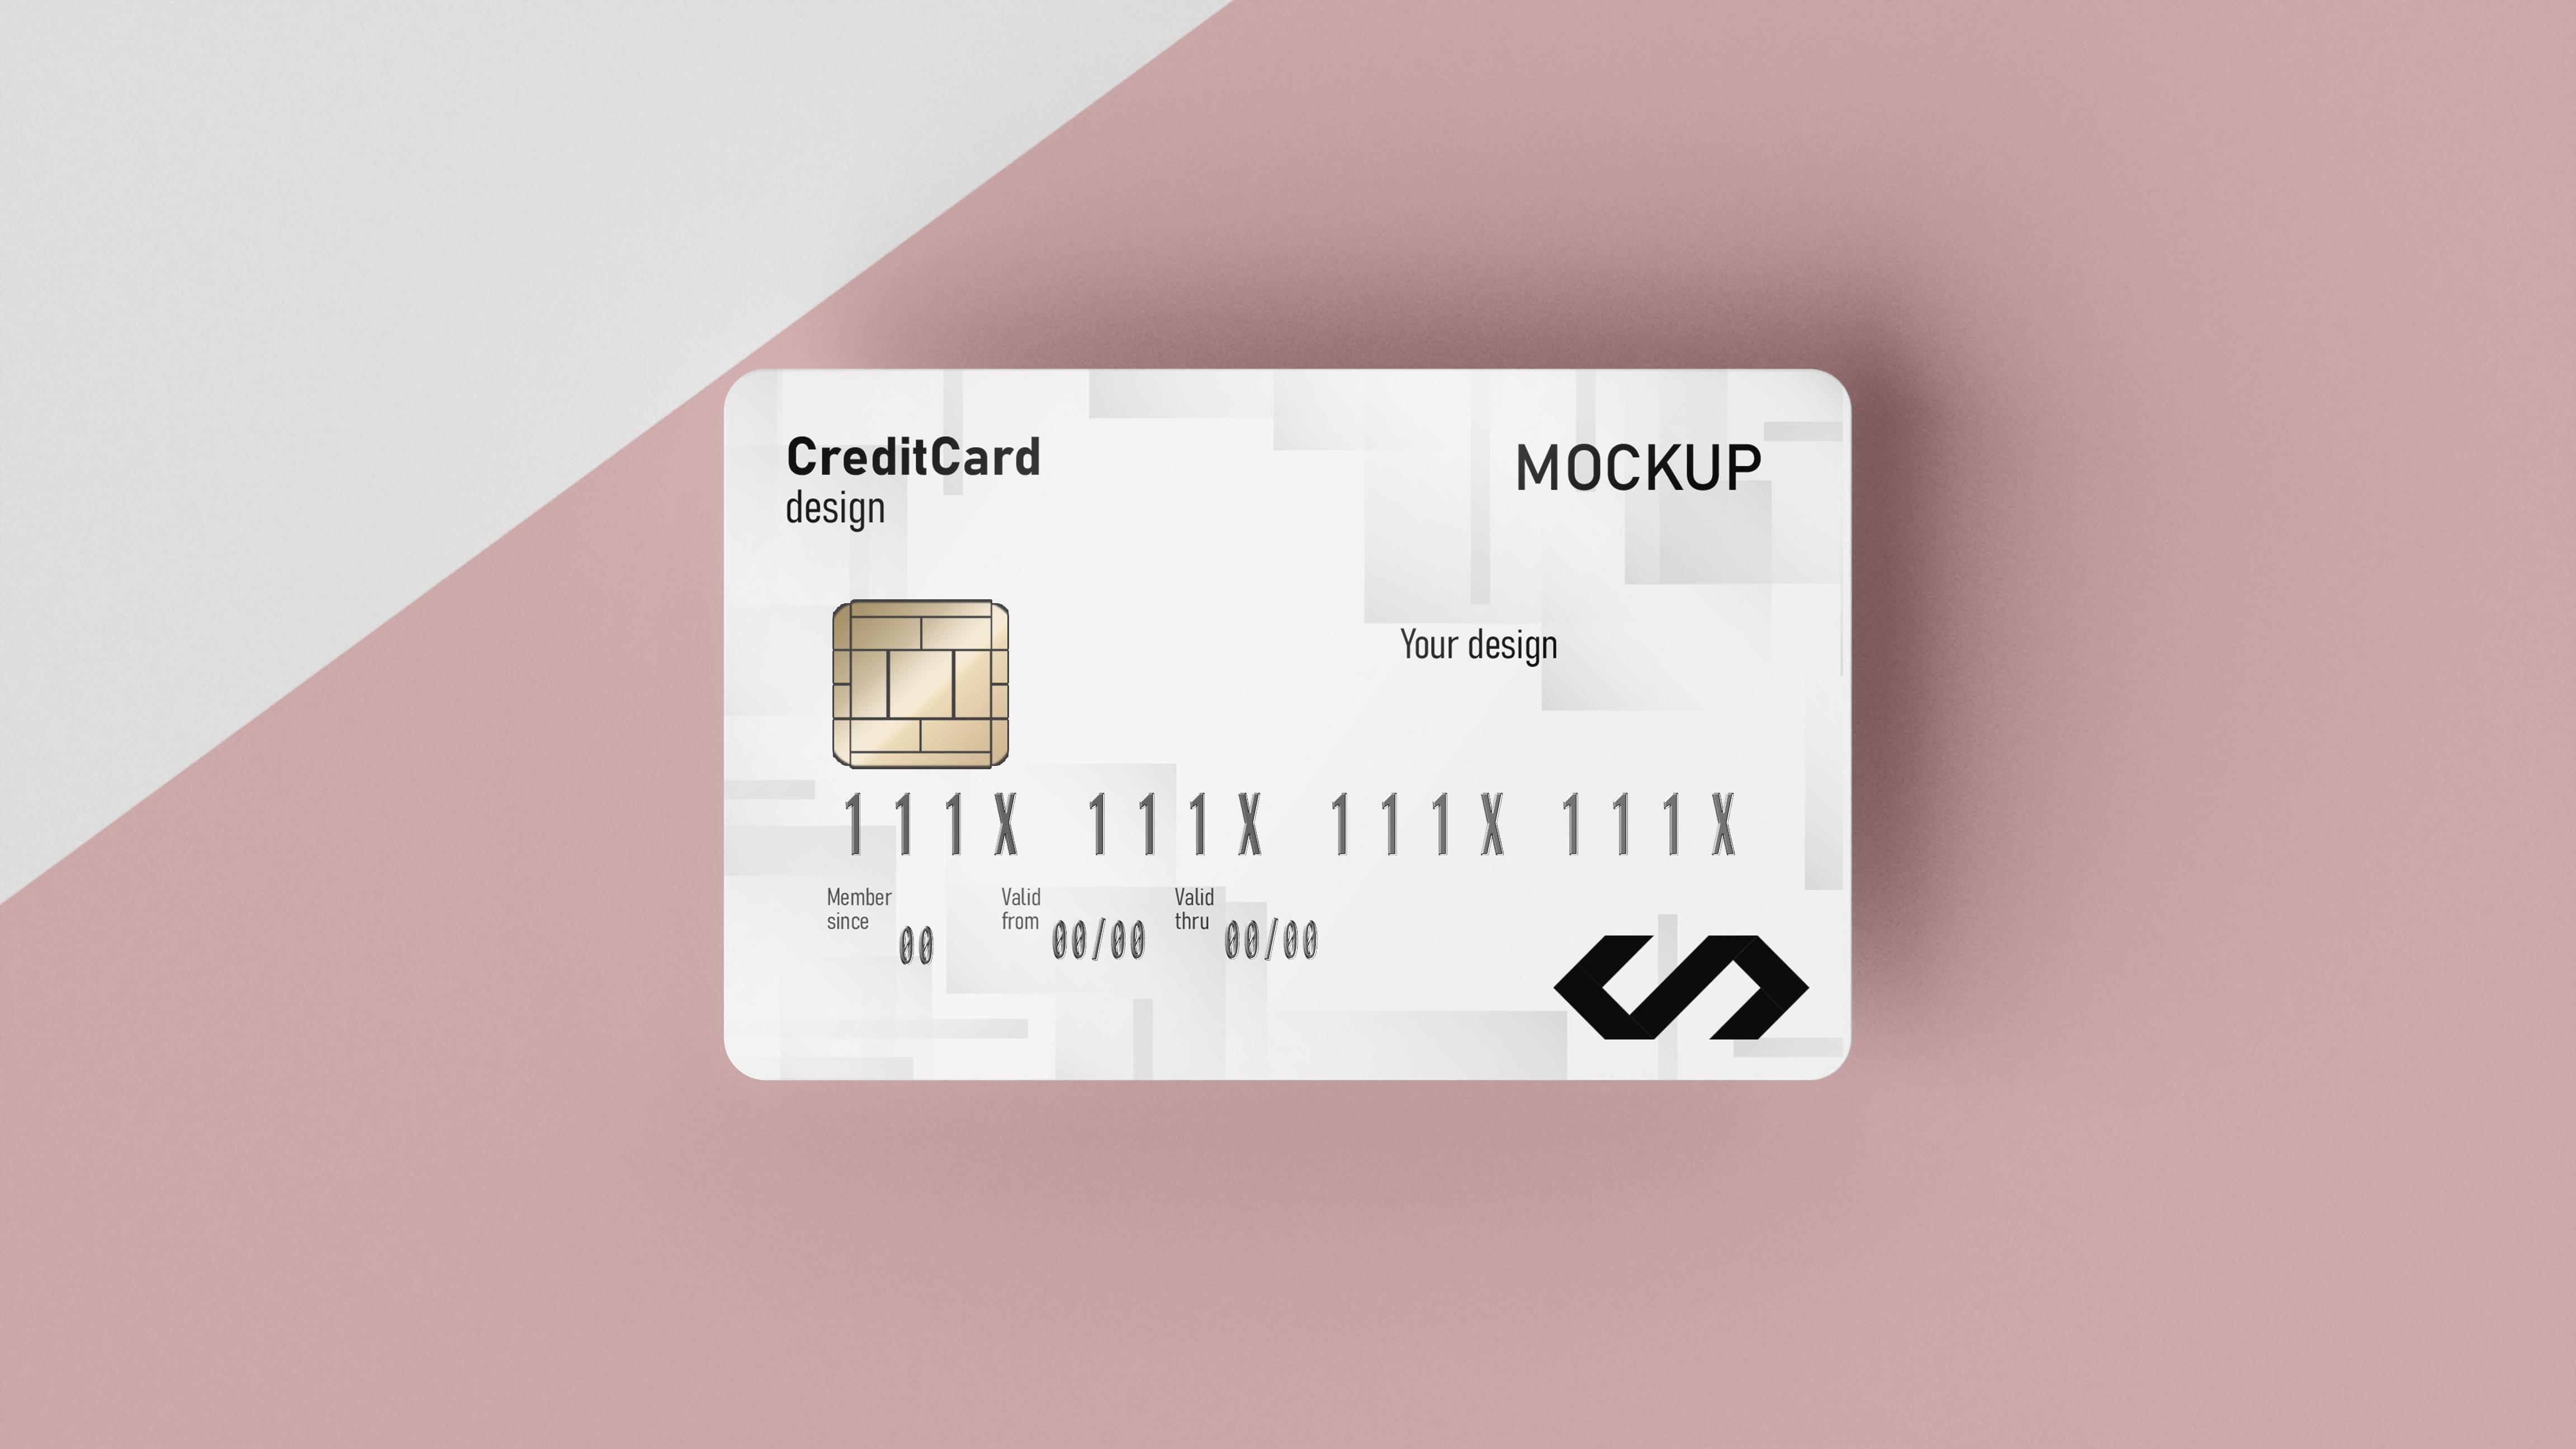 CreditCard
design
MOCKUP
Your design
111X 111X 111X 111X
Member
since
00
Valid
from
00/00
Valid
thru
00/00